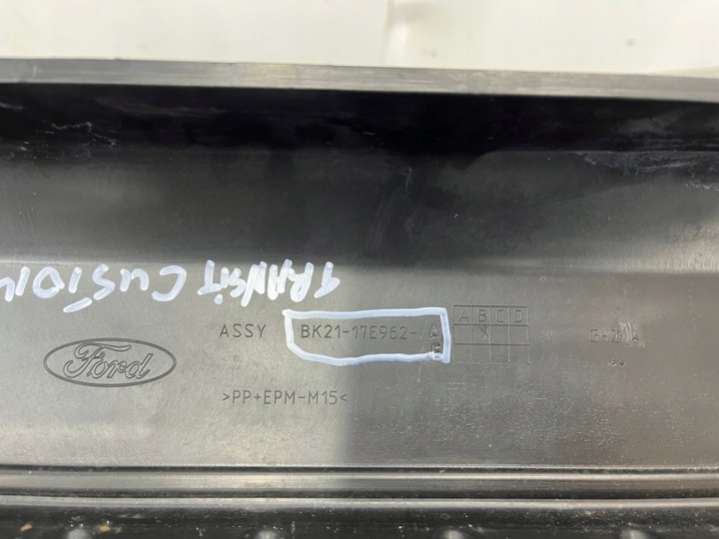 TRANSIT CUSTOM
A B C D
ASSY BK21-17E962- A
X
Ford
>PP+EPM-M15<